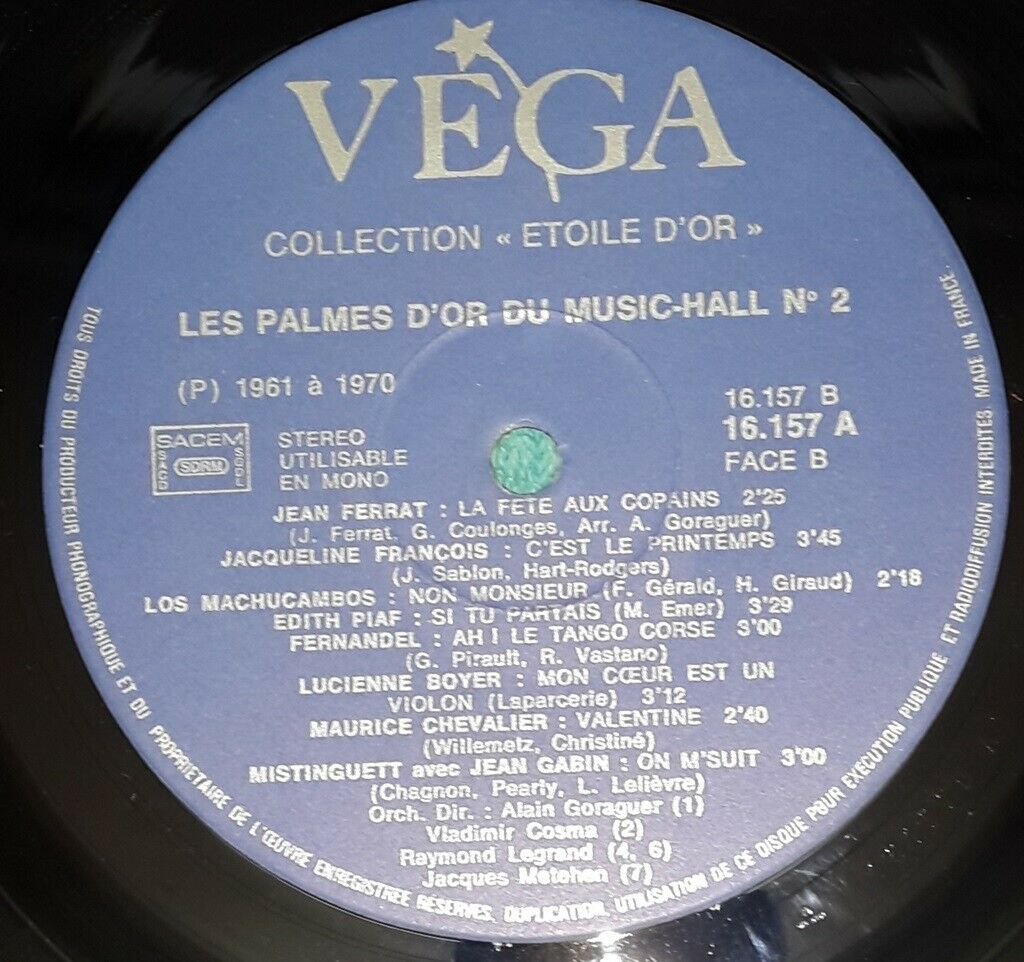 VEGA
COLLECTION « ETOILE D'OR »
LES PALMES D'OR DU MUSIC-HALL N° 2
(P) 1961 à 1970
16.157 B
16.157 A
FACE B
SACEM
SACD
SDRM
SGDL
STEREO
UTILISABLE
EN MONO
JEAN FERRAT : LA FETE AUX COPAINS 2'25
(J. Ferrat, G. Coulonges, Arr. A. Goraguer)
JACQUELINE FRANCOIS : C'EST LE PRINTEMPS 3'45
(J. Sablon, Hart-Rodgers)
LOS MACHUCAMBOS : NON MONSIEUR (F. Gérald, H. Giraud) 2'18
EDITH PIAF : SI TU PARTAIS (M. Emer) 3'29
FERNANDEL : AH ! LE TANGO CORSE 3'00
(G. Pirault, R. Vastano)
LUCIENNE BOYER : MON CŒUR EST UN
VIOLON (Laparcerie) 3'12
MAURICE CHEVALIER : VALENTINE 2'40
(Willemetz, Christiné)
MISTINGUETT avec JEAN GABIN : ON M'SUIT 3'00
(Chagnon, Pearly, L. Lelièvre)
Orch. Dir. : Alain Goraguer (1)
Vladimir Cosma (2)
Raymond Legrand (4, 6)
Jacques Metehen (7)
TOUS DROITS DU PRODUCTEUR PHONOGRAPHIQUE ET DU PROPRIETAIRE DE L'ŒUVRE ENREGISTREE RESERVES. DUPLICATION, UTILISATION DE CE DISQUE POUR EXECUTION PUBLIQUE ET RADIODIFFUSION INTERDITES. MADE IN FRANCE.